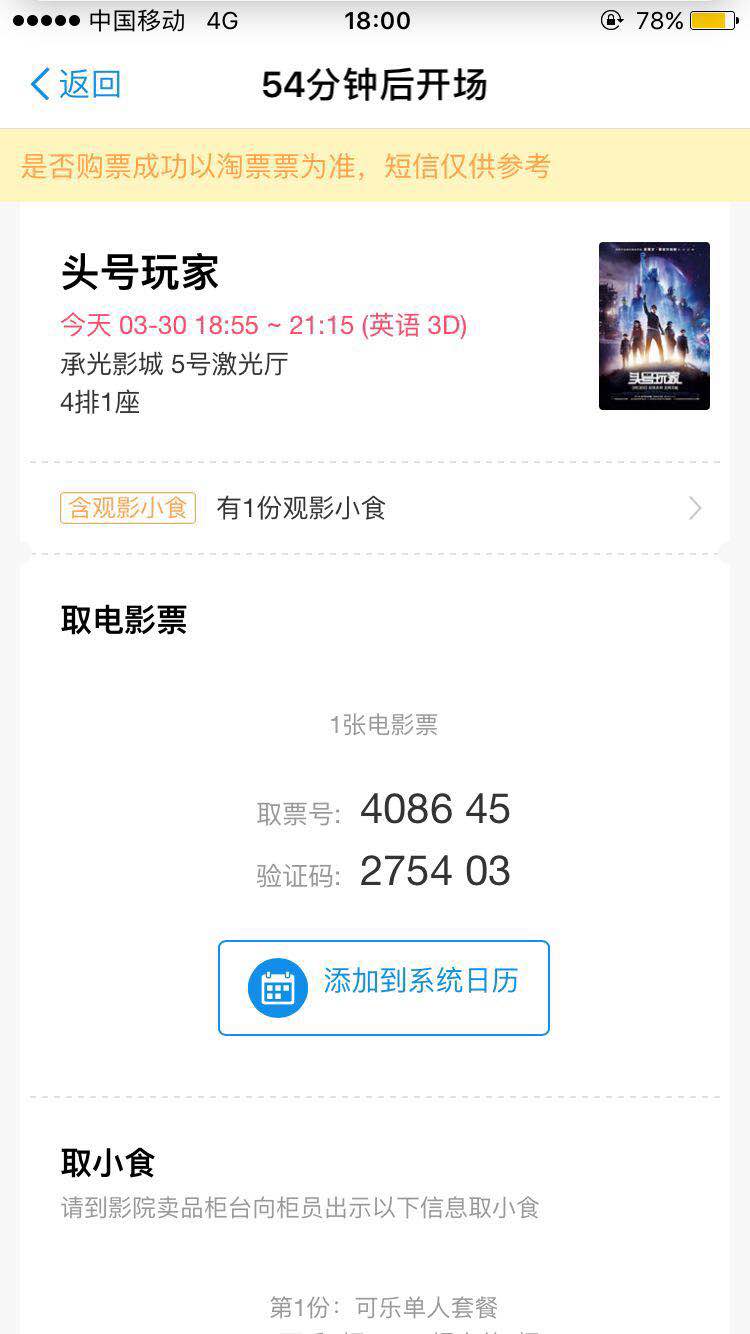 中国移动 4G 18:00 78%
返回 54分钟后开场
是否购票成功以淘票票为准，短信仅供参考
头号玩家
今天 03-30 18:55 ~ 21:15 (英语 3D)
承光影城 5号激光厅
4排1座
头号玩家
含观影小食 有1份观影小食
取电影票
1张电影票
取票号: 4086 45
验证码: 2754 03
添加到系统日历
取小食
请到影院卖品柜台向柜员出示以下信息取小食
第1份：可乐单人套餐